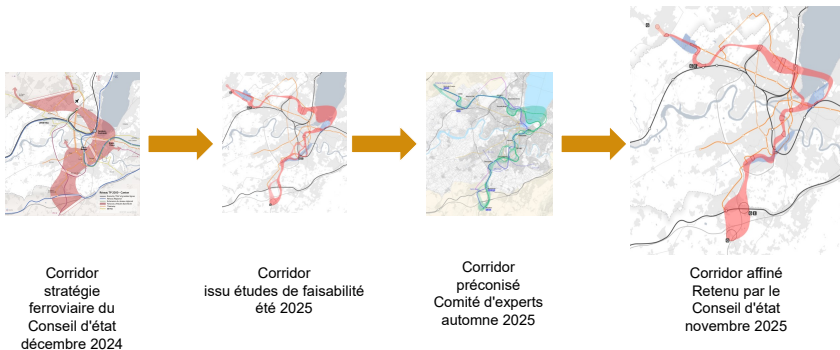 Corridor
stratégie
ferroviaire du
Conseil d'état
décembre 2024
Corridor
issu études de faisabilité
été 2025
Corridor
préconisé
Comité d'experts
automne 2025
Corridor affiné
Retenu par le
Conseil d'état
novembre 2025